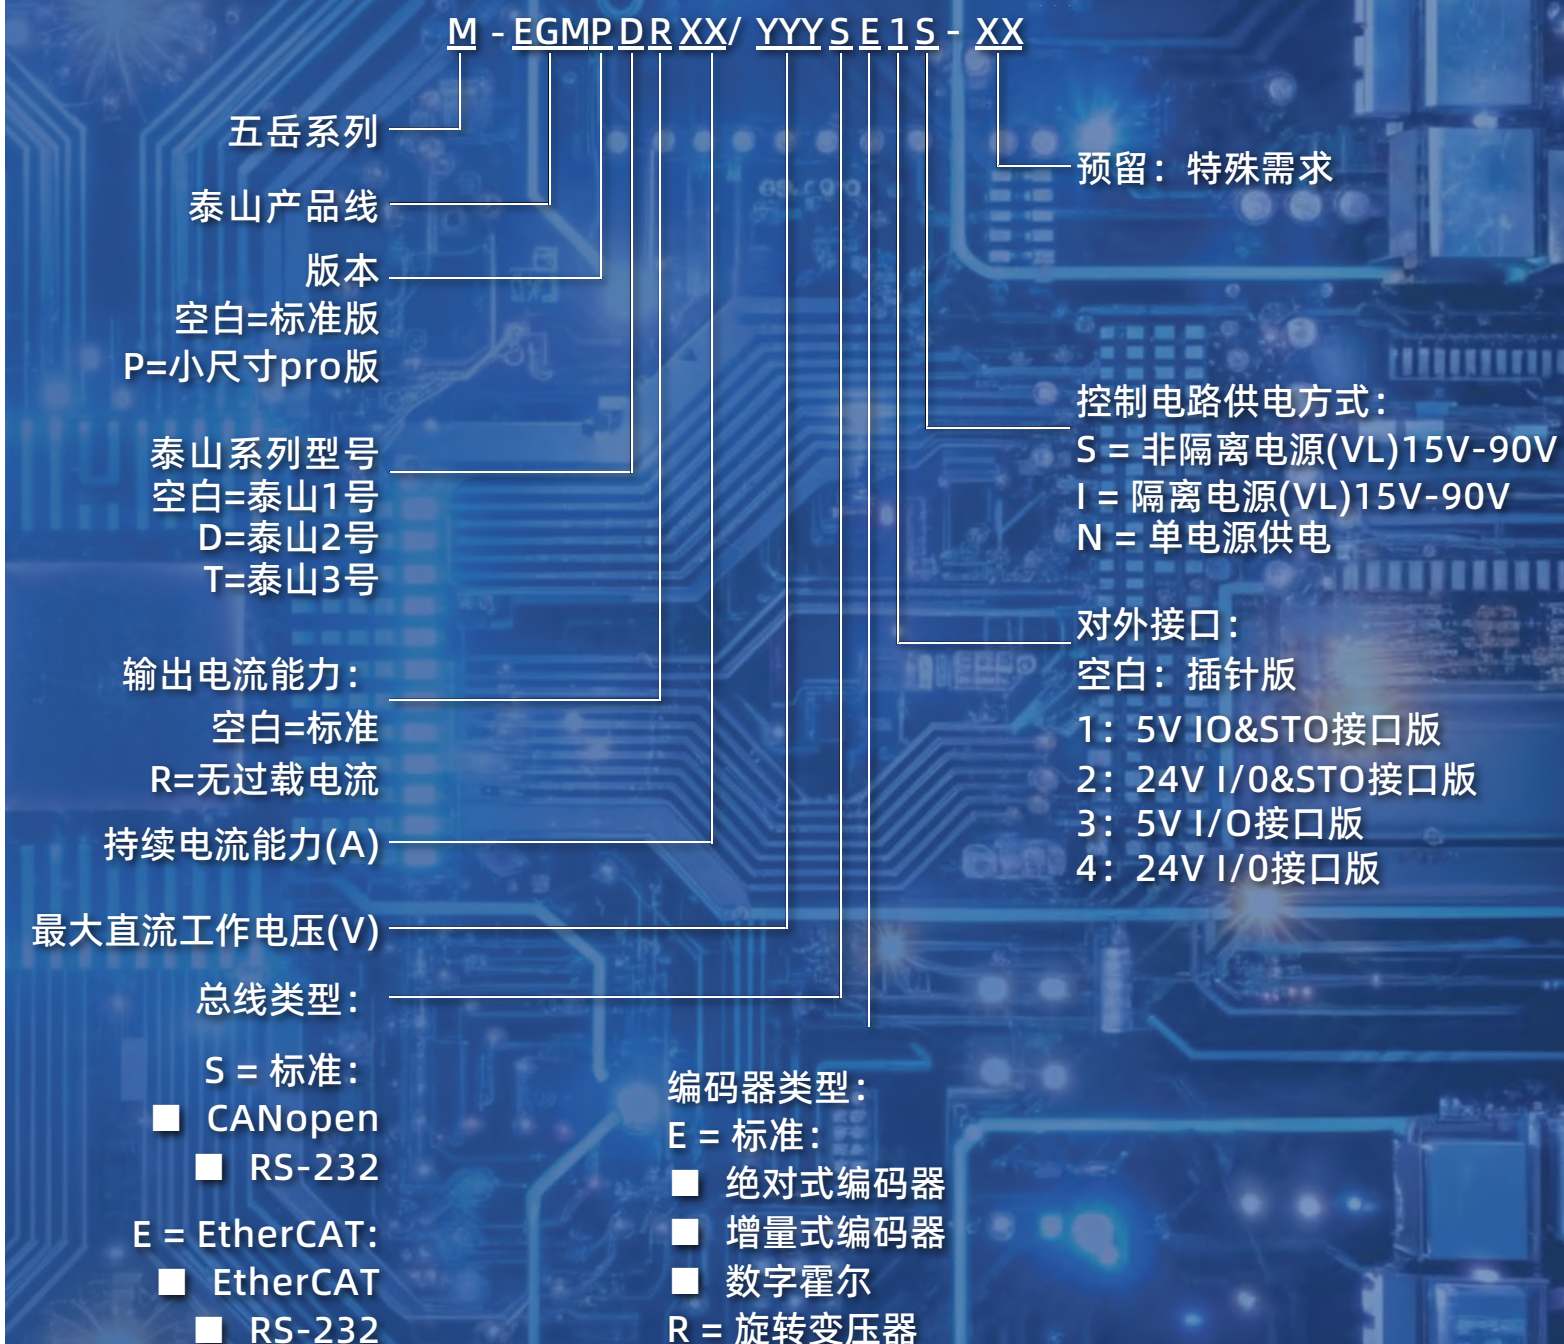 M - EGMPDRXX/ YYYSE1S - XX
五岳系列
泰山产品线
版本
空白=标准版
P=小尺寸pro版
泰山系列型号
空白=泰山1号
D=泰山2号
T=泰山3号
输出电流能力：
空白=标准
R=无过载电流
持续电流能力(A)
最大直流工作电压(V)
总线类型：
S = 标准：
■ CANopen
■ RS-232
E = EtherCAT:
■ EtherCAT
■ RS-232
编码器类型：
E = 标准：
■ 绝对式编码器
■ 增量式编码器
■ 数字霍尔
R = 旋转变压器
预留：特殊需求
控制电路供电方式：
S = 非隔离电源(VL)15V-90V
I = 隔离电源(VL)15V-90V
N = 单电源供电
对外接口：
空白：插针版
1：5V IO&STO接口版
2：24V I/0&STO接口版
3：5V I/O接口版
4：24V I/0接口版